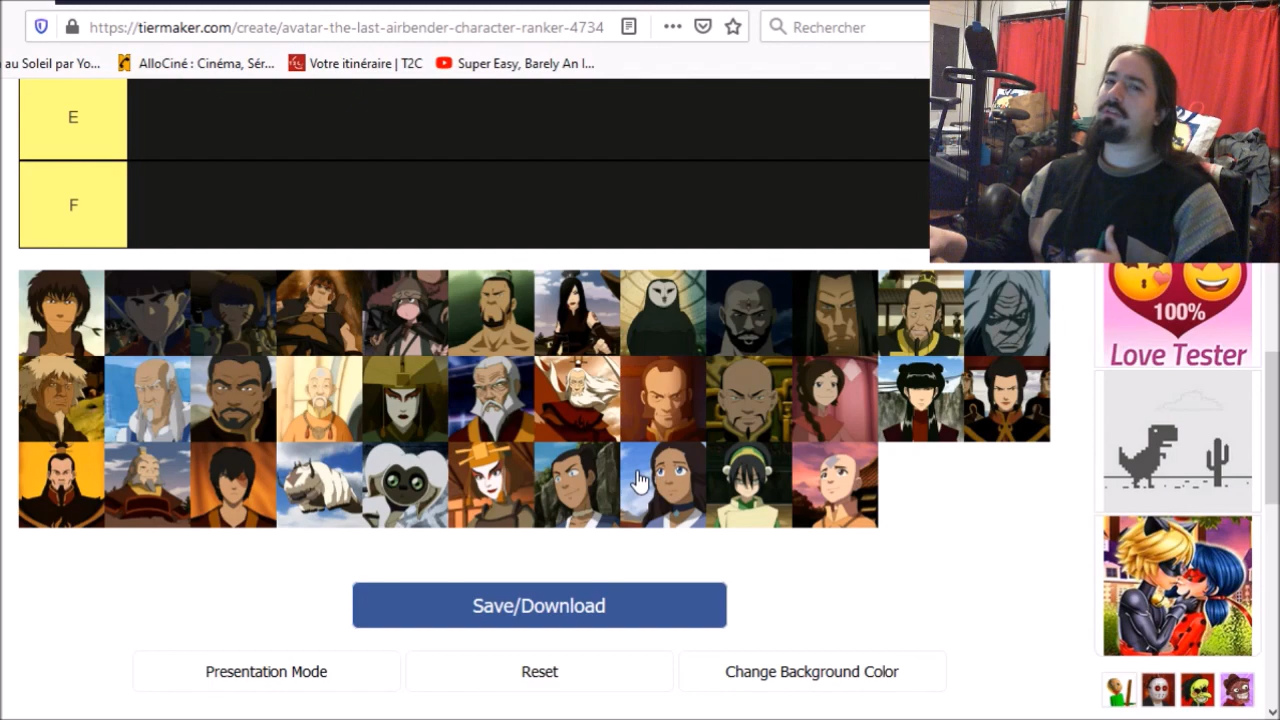 https://tiermaker.com/create/avatar-the-last-airbender-character-ranker-4734
Rechercher
au Soleil par Yo...
AlloCiné : Cinéma, Sér...
Votre itinéraire | T2C
Super Easy, Barely An I...
E
F
100%
Love Tester
Save/Download
Presentation Mode
Reset
Change Background Color